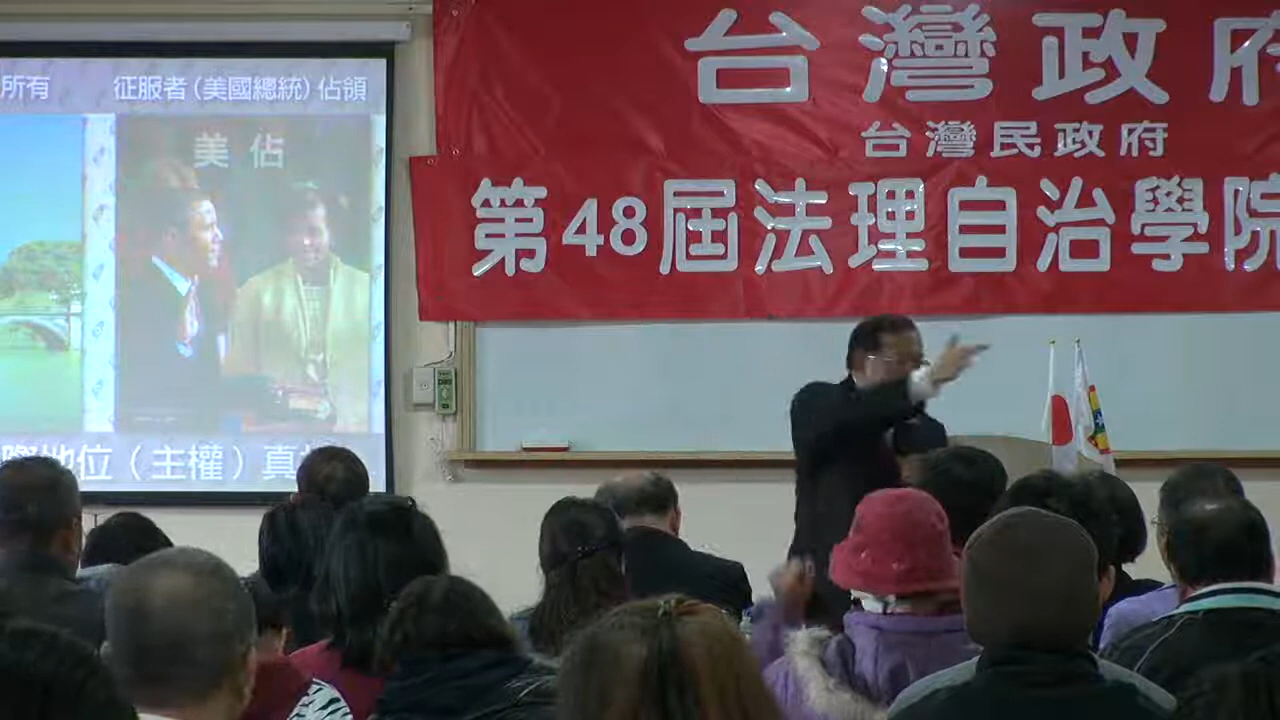 所有
征服者(美國總統)佔領
美佔
際地位(主權)真
台灣政府
台灣民政府
第48屆法理自治學院